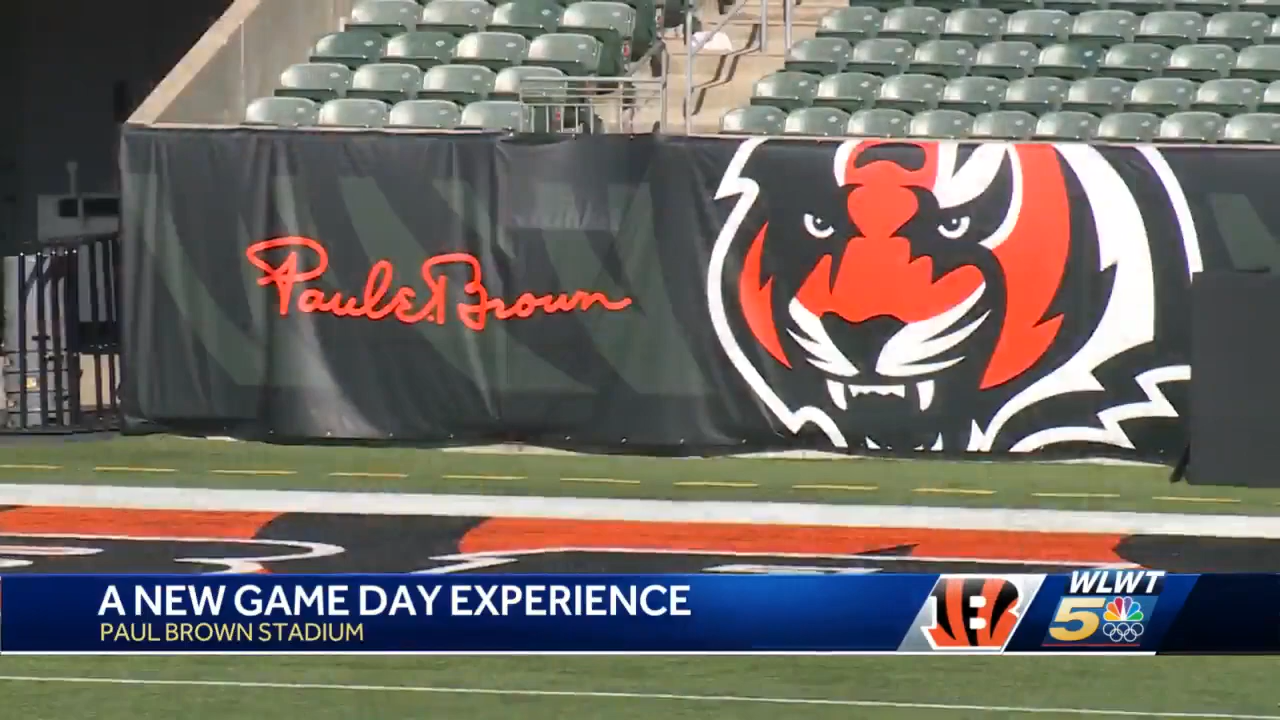 Paul E. Brown
A NEW GAME DAY EXPERIENCE
PAUL BROWN STADIUM
B
WLWT
5